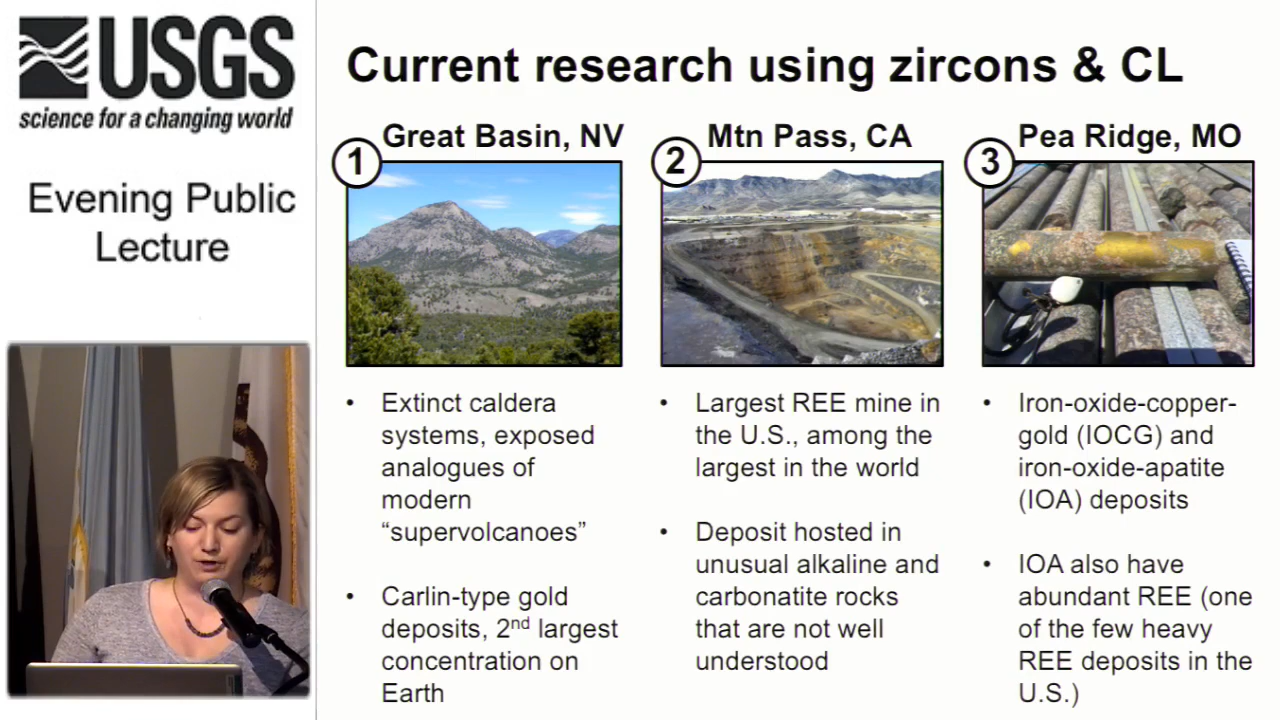 USGS
science for a changing world
Evening Public
Lecture
Current research using zircons & CL
1
Great Basin, NV
• Extinct caldera
systems, exposed
analogues of
modern
“supervolcanoes”
• Carlin-type gold
deposits, 2nd largest
concentration on
Earth
2
Mtn Pass, CA
• Largest REE mine in
the U.S., among the
largest in the world
• Deposit hosted in
unusual alkaline and
carbonatite rocks
that are not well
understood
3
Pea Ridge, MO
• Iron-oxide-copper-
gold (IOCG) and
iron-oxide-apatite
(IOA) deposits
• IOA also have
abundant REE (one
of the few heavy
REE deposits in the
U.S.)